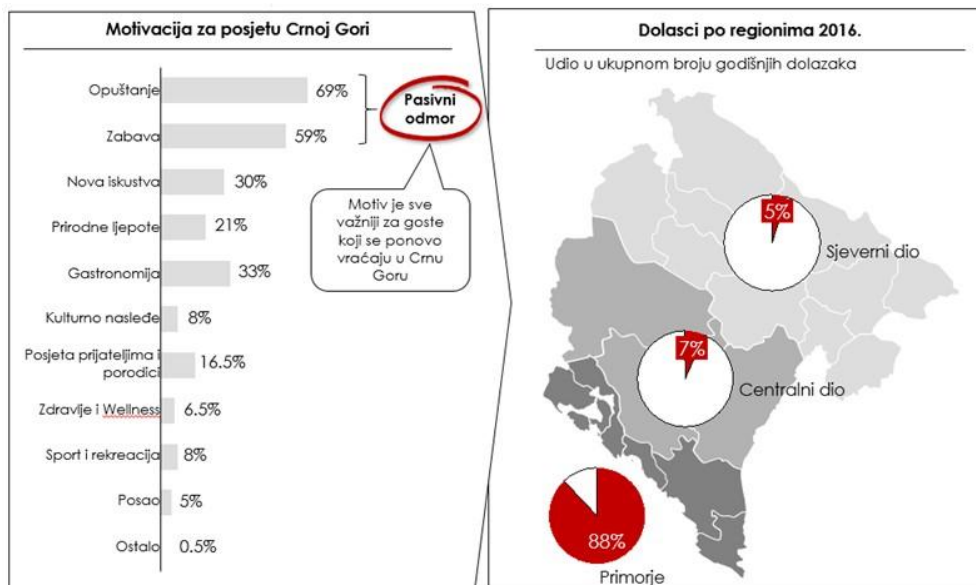 Motivacija za posjetu Crnoj Gori
Opuštanje
69%
Zabava
59%
Pasivni
odmor
Nova iskustva
30%
Prirodne ljepote
21%
Gastronomija
33%
Kulturno nasleđe
8%
Posjeta prijateljima i
porodici
16.5%
Zdravlje i Wellness
6.5%
Sport i rekreacija
8%
Posao
5%
Ostalo
0.5%
Motiv je sve
važniji za goste
koji se ponovo
vraćaju u Crnu
Goru
Dolasci po regionima 2016.
Udio u ukupnom broju godišnjih dolazaka
5%
Sjeverni dio
7%
Centralni dio
88%
Primorje